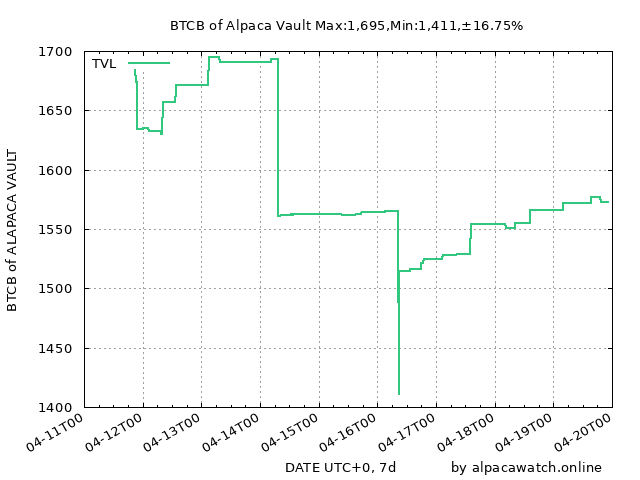 BTCB of Alpaca Vault Max:1,695,Min:1,411,±16.75%
TVL
1700
1650
1600
1550
1500
1450
1400
BTCB of ALAPACA VAULT
04-11T00
04-12T00
04-13T00
04-14T00
04-15T00
04-16T00
04-17T00
04-18T00
04-19T00
04-20T00
DATE UTC+0, 7d
by alpacawatch.online